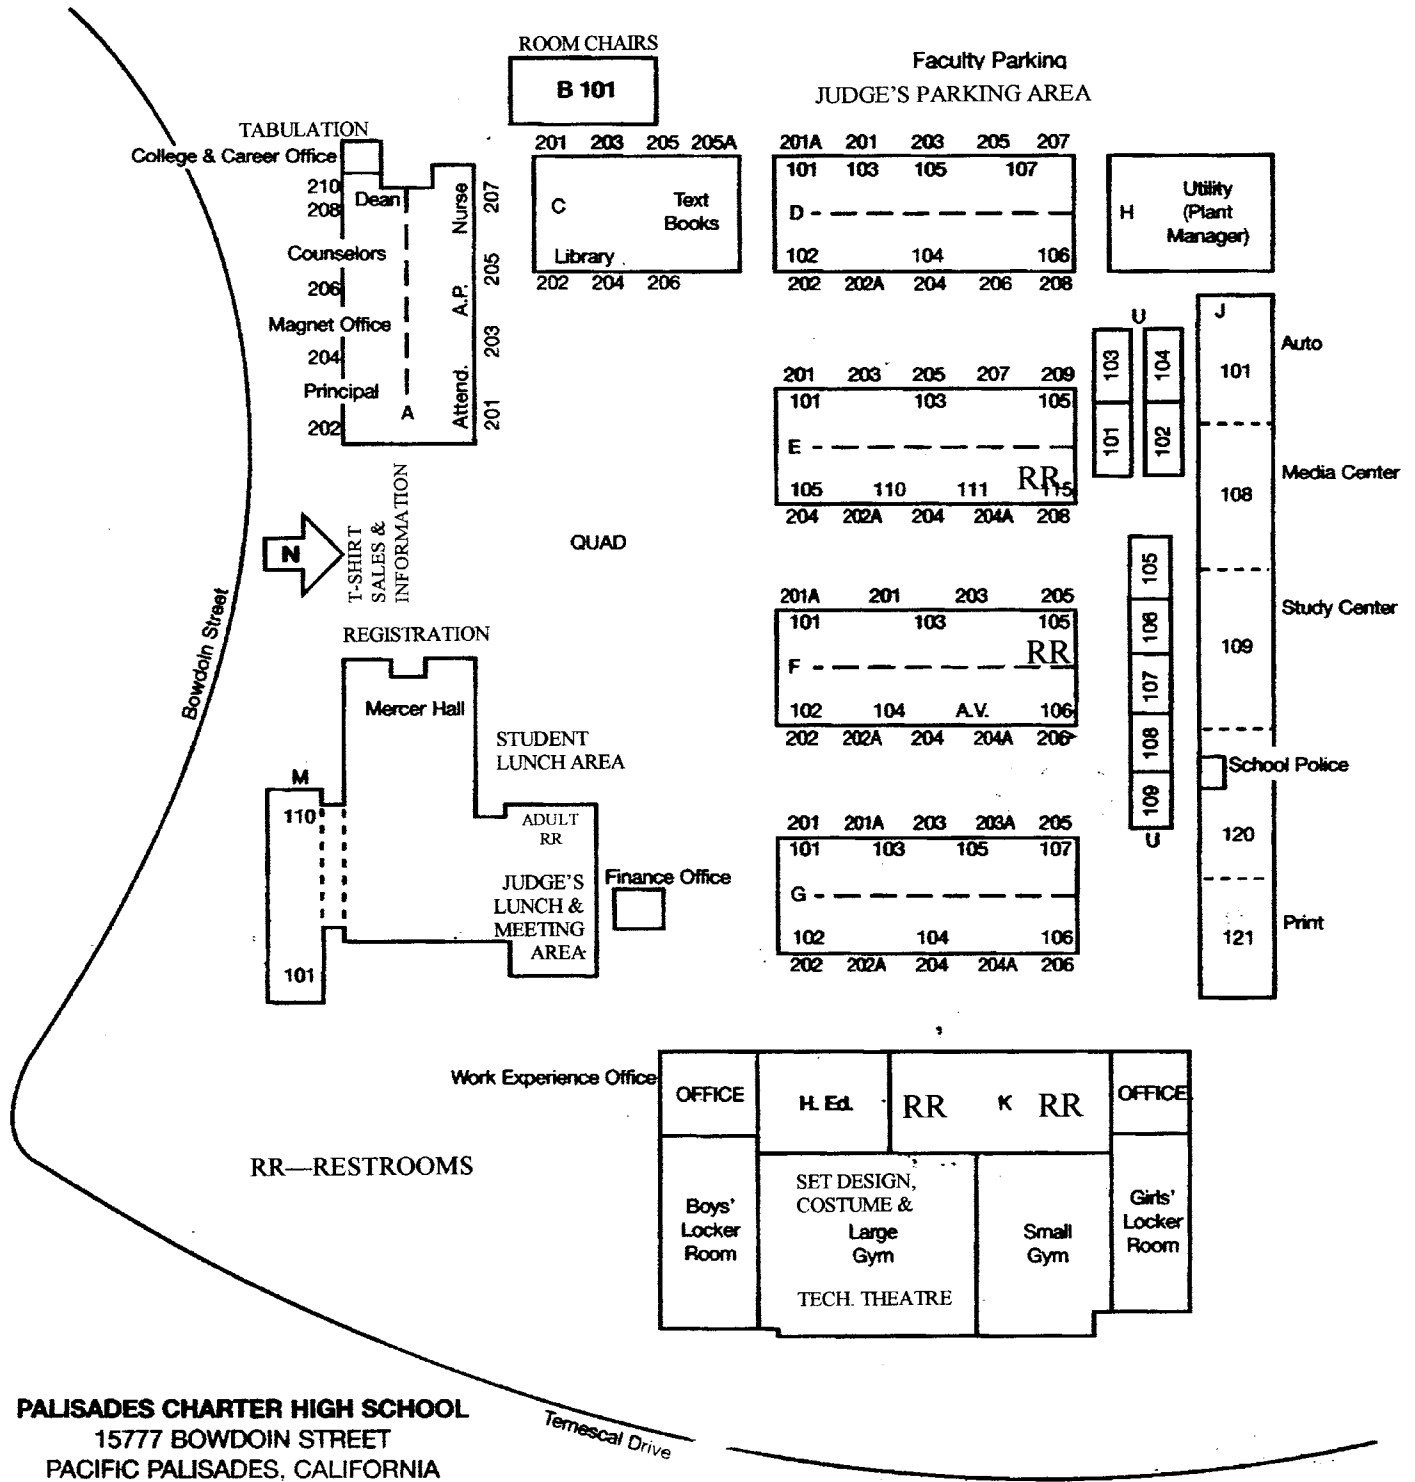 ROOM CHAIRS
B 101
Faculty Parking
JUDGE'S PARKING AREA
TABULATION
College & Career Office
210
208
Dean
Counselors
206
Magnet Office
204
Principal
202
A
Nurse
A.P.
Attend.
207
205
203
201
201 203 205 205A
C
Text
Books
Library
202 204 206
201A 201 203 205 207
101 103 105 107
D
102 104 106
202 202A 204 206 208
H
Utility
(Plant
Manager)
U
103 104
101 102
J
101
Auto
108
Media Center
109
Study Center
School Police
120
121
Print
201 203 205 207 209
101 103 105
E
RR
105 110 111 115
204 202A 204 204A 208
N
T-SHIRT
SALES &
INFORMATION
QUAD
Bowdoin Street
REGISTRATION
Mercer Hall
STUDENT
LUNCH AREA
M
110
101
ADULT
RR
JUDGE'S
LUNCH &
MEETING
AREA
Finance Office
201A 201 203 205
101 103 105
RR
F
102 104 A.V. 106
202 202A 204 204A 206
105
106
107
108
109
U
201 201A 203 203A 205
101 103 105 107
G
102 104 106
202 202A 204 204A 206
Work Experience Office
OFFICE
H. Ed.
RR K RR
OFFICE
RR—RESTROOMS
Boys'
Locker
Room
SET DESIGN,
COSTUME &
Large
Gym
TECH. THEATRE
Small
Gym
Girls'
Locker
Room
PALISADES CHARTER HIGH SCHOOL
15777 BOWDOIN STREET
PACIFIC PALISADES, CALIFORNIA
Temescal Drive